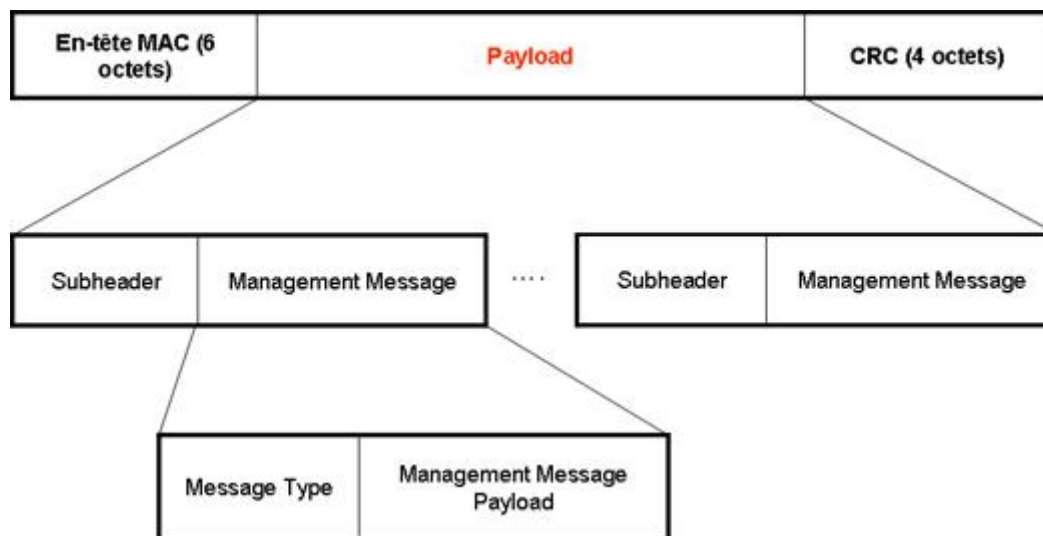 En-tête MAC (6
octets)
Payload
CRC (4 octets)
Subheader
Management Message
....
Subheader
Management Message
Message Type
Management Message
Payload